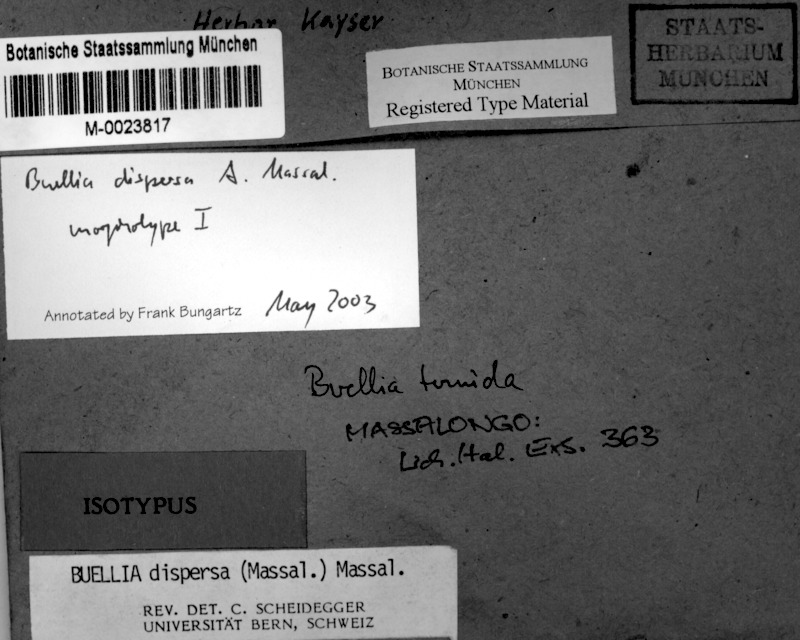 Herbar Kayser
Botanische Staatssammlung München
M-0023817
BOTANISCHE STAATSSAMMLUNG
MÜNCHEN
Registered Type Material
STAATS-
HERBARIUM
MÜNCHEN
Buellia dispersa A. Massal.
morphotype I
Annotated by Frank Bungartz May 2003
Buellia tumida
MASSALONGO:
Lich. Ital. Exs. 363
ISOTYPUS
BUELLIA dispersa (Massal.) Massal.
REV. DET. C. SCHEIDEGGER
UNIVERSITÄT BERN, SCHWEIZ